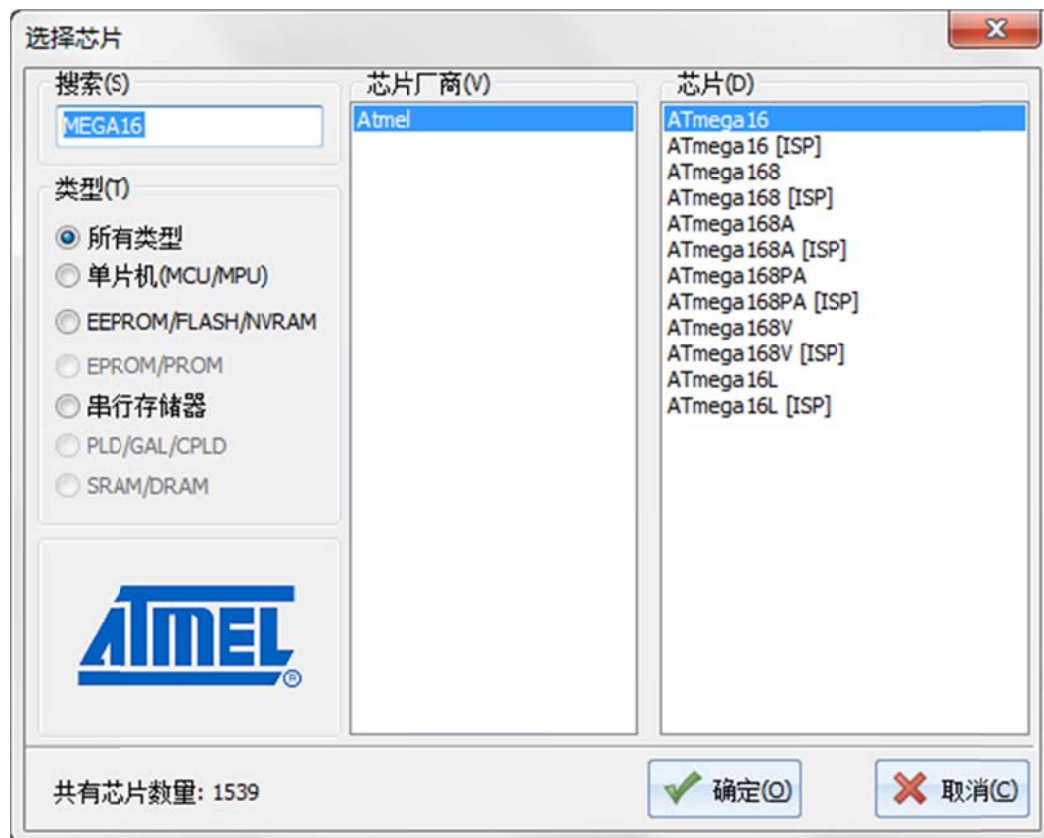 选择芯片
搜索(S)
MEGA16
类型(T)
所有类型
单片机(MCU/MPU)
EEPROM/FLASH/NVRAM
EPROM/PROM
串行存储器
PLD/GAL/CPLD
SRAM/DRAM
ATMEL®
芯片厂商(V)
Atmel
芯片(D)
ATmega16
ATmega16 [ISP]
ATmega168
ATmega168 [ISP]
ATmega168A
ATmega168A [ISP]
ATmega168PA
ATmega168PA [ISP]
ATmega168V
ATmega168V [ISP]
ATmega16L
ATmega16L [ISP]
共有芯片数量: 1539
确定(O)
取消(C)